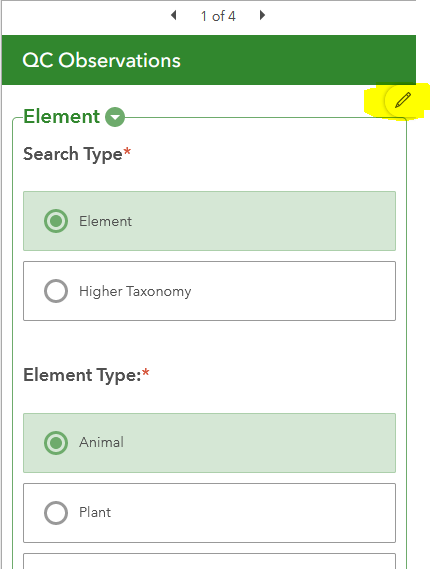 1 of 4
QC Observations
Element
Search Type*
Element
Higher Taxonomy
Element Type:*
Animal
Plant